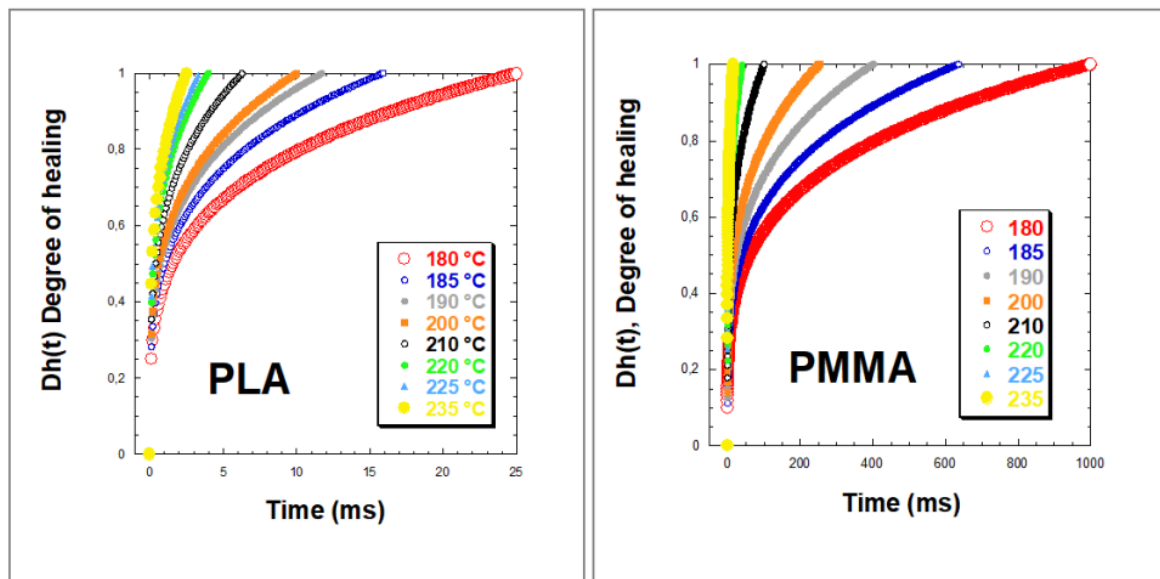 Dh(t) Degree of healing
1
0,8
0,6
0,4
0,2
0
0 5 10 15 20 25
Time (ms)
PLA
180 °C
185 °C
190 °C
200 °C
210 °C
220 °C
225 °C
235 °C
Dh(t), Degree of healing
1
0,8
0,6
0,4
0,2
0
0 200 400 600 800 1000
Time (ms)
PMMA
180
185
190
200
210
220
225
235